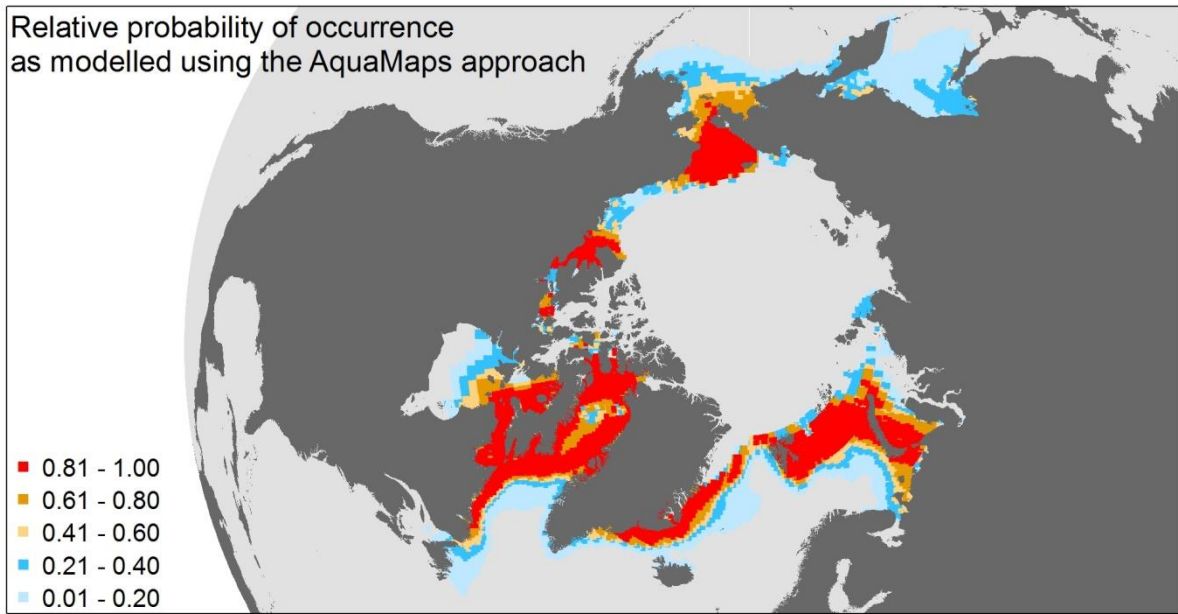 Relative probability of occurrence
as modelled using the AquaMaps approach
0.81 - 1.00
0.61 - 0.80
0.41 - 0.60
0.21 - 0.40
0.01 - 0.20